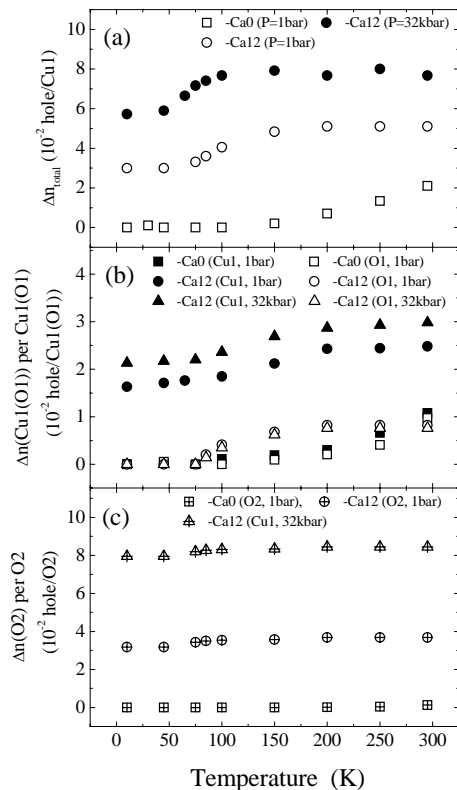 (a)
-Ca0 (P=1bar) -Ca12 (P=32kbar)
-Ca12 (P=1bar)
10
8
6
4
2
0
Δn_total (10⁻² hole/Cu1)
(b)
-Ca0 (Cu1, 1bar) -Ca0 (O1, 1bar)
-Ca12 (Cu1, 1bar) -Ca12 (O1, 1bar)
-Ca12 (Cu1, 32kbar) -Ca12 (O1, 32kbar)
4
3
2
1
0
Δn(Cu1(O1)) per Cu1(O1)
(10⁻² hole/Cu1(O1))
(c)
-Ca0 (O2, 1bar), -Ca12 (O2, 1bar)
-Ca12 (Cu1, 32kbar)
10
8
6
4
2
0
Δn(O2) per O2
(10⁻² hole/O2)
0 50 100 150 200 250 300
Temperature (K)